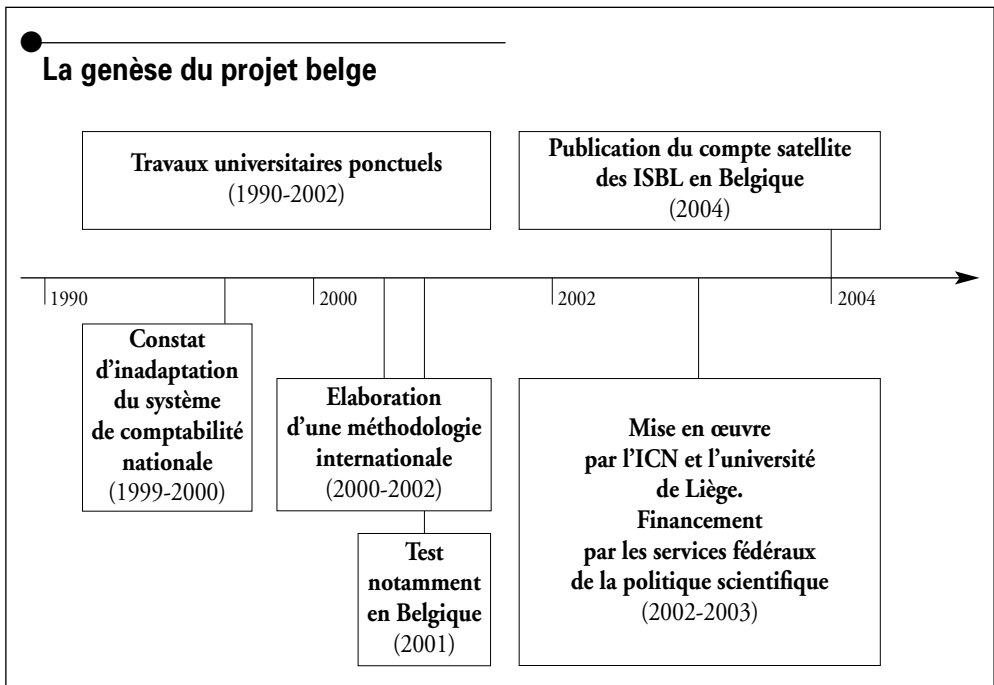 La genèse du projet belge
Travaux universitaires ponctuels
(1990-2002)
Publication du compte satellite
des ISBL en Belgique
(2004)
1990
2000
2002
2004
Constat
d'inadaptation
du système
de comptabilité
nationale
(1999-2000)
Elaboration
d'une méthodologie
internationale
(2000-2002)
Test
notamment
en Belgique
(2001)
Mise en œuvre
par l'ICN et l'université
de Liège.
Financement
par les services fédéraux
de la politique scientifique
(2002-2003)